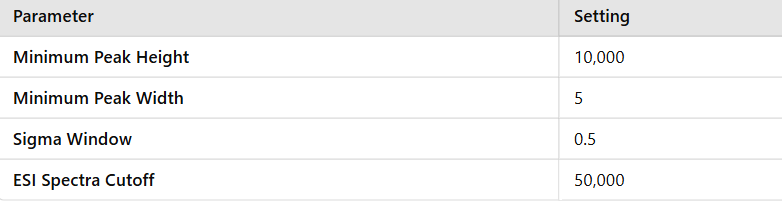 Parameter Setting
Minimum Peak Height 10,000
Minimum Peak Width 5
Sigma Window 0.5
ESI Spectra Cutoff 50,000